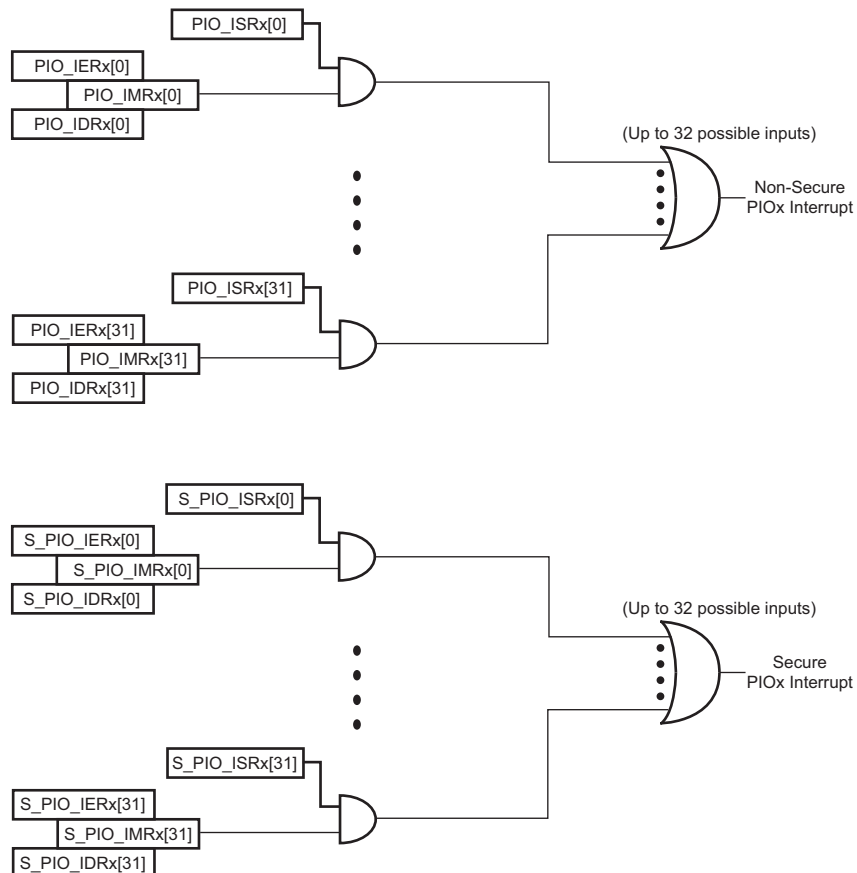 PIO_ISRx[0]
PIO_IERx[0]
PIO_IMRx[0]
PIO_IDRx[0]
(Up to 32 possible inputs)
Non-Secure
PIOx Interrupt
PIO_ISRx[31]
PIO_IERx[31]
PIO_IMRx[31]
PIO_IDRx[31]
S_PIO_ISRx[0]
S_PIO_IERx[0]
S_PIO_IMRx[0]
S_PIO_IDRx[0]
(Up to 32 possible inputs)
Secure
PIOx Interrupt
S_PIO_ISRx[31]
S_PIO_IERx[31]
S_PIO_IMRx[31]
S_PIO_IDRx[31]